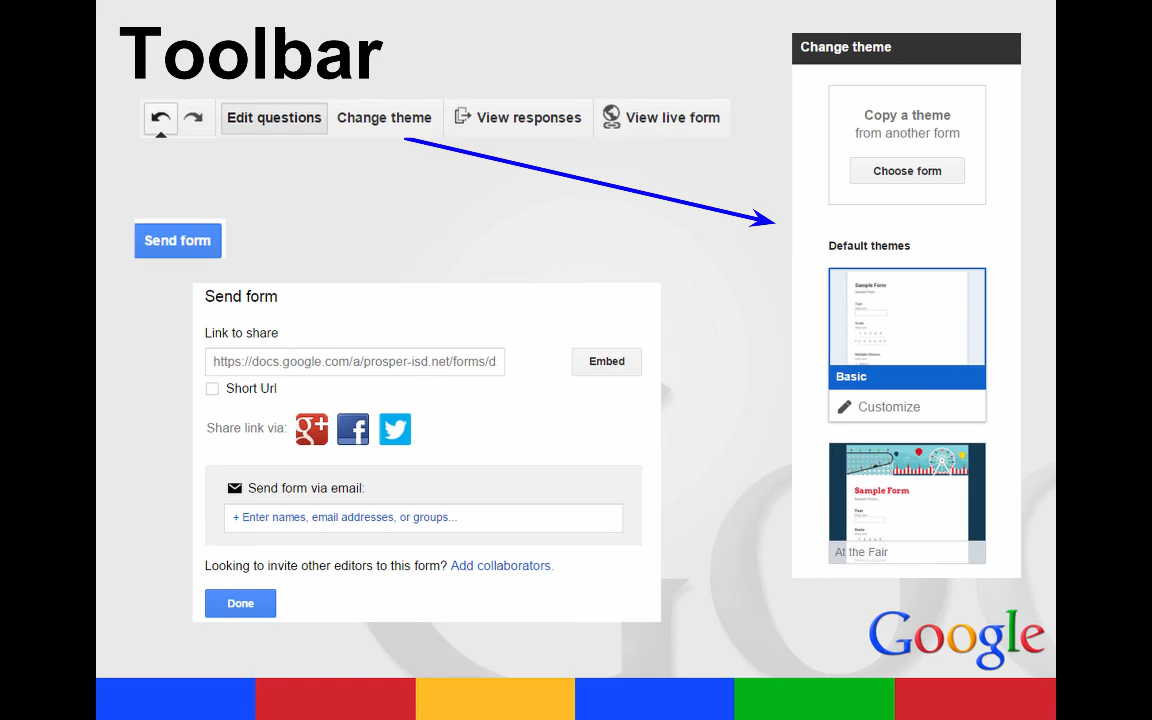 Toolbar
Edit questions
Change theme
View responses
View live form
Send form
Send form
Link to share
https://docs.google.com/a/prosper-isd.net/forms/d
Embed
Short Url
Share link via:
g+
f
Send form via email:
+ Enter names, email addresses, or groups...
Looking to invite other editors to this form? Add collaborators.
Done
Change theme
Copy a theme
from another form
Choose form
Default themes
Sample Form
Basic
Customize
Sample Form
Text
At the Fair
Google